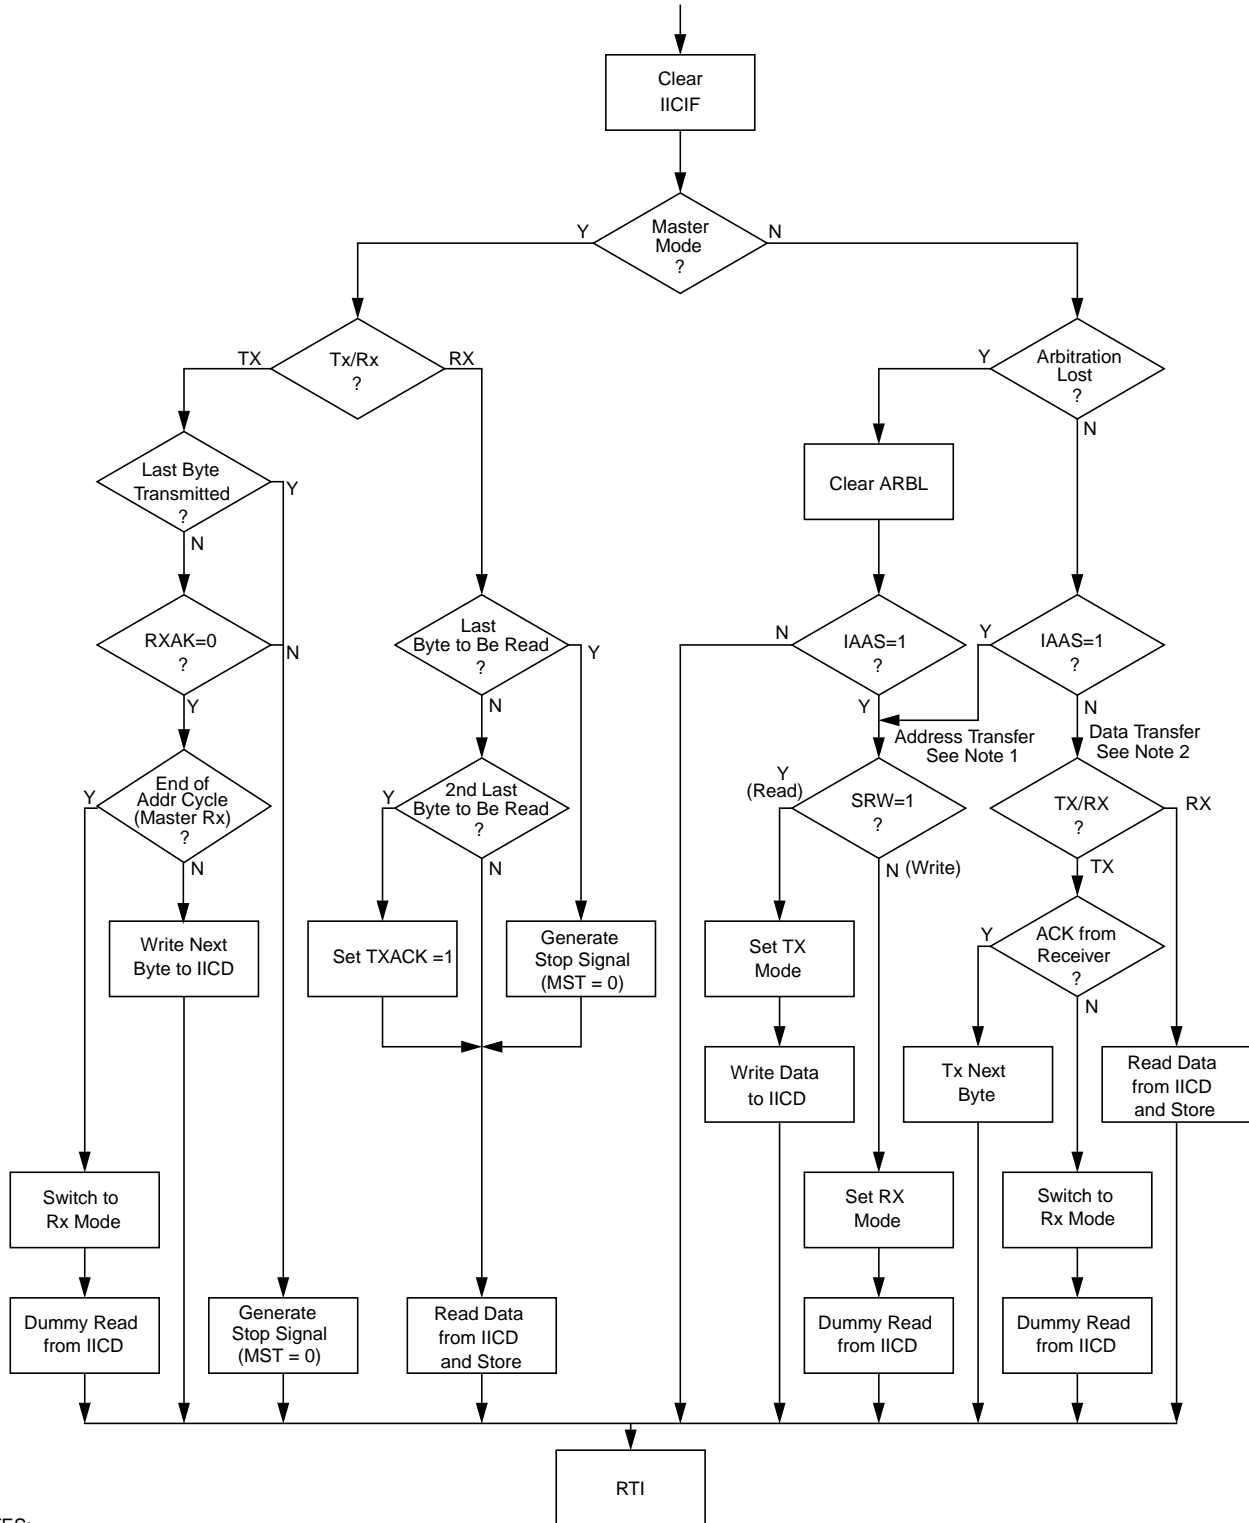 Clear
IICIF
Master
Mode
?
Y
N
Tx/Rx
?
TX
RX
Arbitration
Lost
?
Y
N
Last Byte
Transmitted
?
Y
N
Clear ARBL
RXAK=0
?
N
Y
Last
Byte to Be Read
?
Y
N
IAAS=1
?
N
Y
IAAS=1
?
Y
N
Address Transfer
See Note 1
Data Transfer
See Note 2
End of
Addr Cycle
(Master Rx)
?
Y
N
2nd Last
Byte to Be Read
?
Y
N
Y
(Read)
SRW=1
?
N (Write)
TX/RX
?
RX
TX
Write Next
Byte to IICD
Set TXACK =1
Generate
Stop Signal
(MST = 0)
Set TX
Mode
ACK from
Receiver
?
Y
N
Write Data
to IICD
Tx Next
Byte
Read Data
from IICD
and Store
Switch to
Rx Mode
Set RX
Mode
Switch to
Rx Mode
Dummy Read
from IICD
Generate
Stop Signal
(MST = 0)
Read Data
from IICD
and Store
Dummy Read
from IICD
Dummy Read
from IICD
RTI